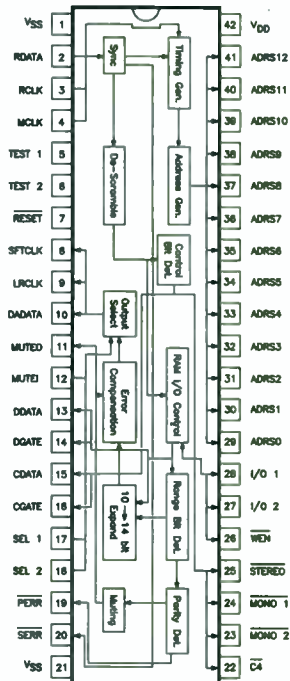 VSS 1
RDATA 2
RCLK 3
MCLK 4
TEST 1 5
TEST 2 6
RESET 7
SFTCLK 8
LRCLK 9
DADATA 10
MUTEO 11
MUTEI 12
DDATA 13
DGATE 14
CDATA 15
CGATE 16
SEL 1 17
SEL 2 18
PERR 19
SERR 20
VSS 21
42 VDD
41 ADRS12
40 ADRS11
39 ADRS10
38 ADRS9
37 ADRS8
36 ADRS7
35 ADRS6
34 ADRS5
33 ADRS4
32 ADRS3
31 ADRS2
30 ADRS1
29 ADRS0
28 I/O 1
27 I/O 2
26 WEN
25 STEREO
24 MONO 1
23 MONO 2
22 C4
Sync
Timing Gen.
De-Scramble
Address Gen.
Control
Bit Det.
Output
Select
Error
Compensation
RAM I/O Control
10→14 bit
Expand
Range Bit Det.
Muting
Parity Det.